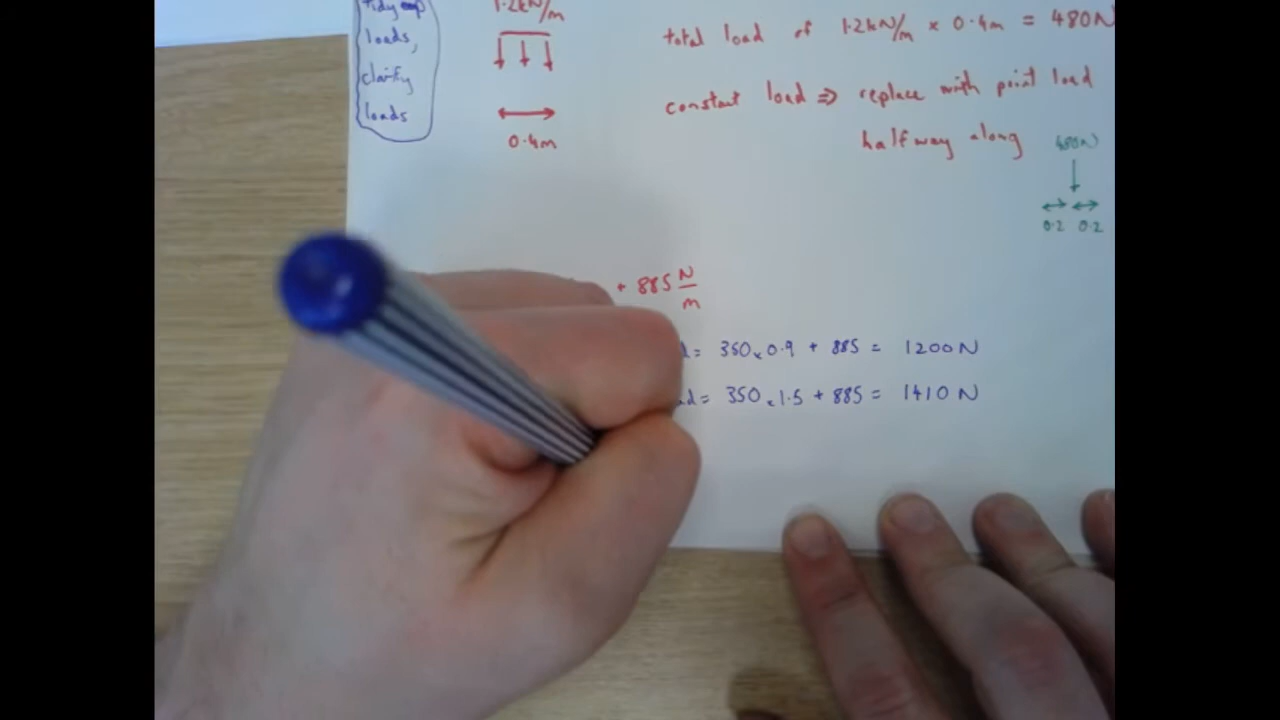 tidy up
loads,
clarify
loads
1.2kN/m
0.4m
total load of 1.2kN/m × 0.4m = 480N
constant load ⇒ replace with point load
halfway along
480N
0.2 0.2
+ 885 N/m
= 350 × 0.9 + 885 = 1200N
= 350 × 1.5 + 885 = 1410 N